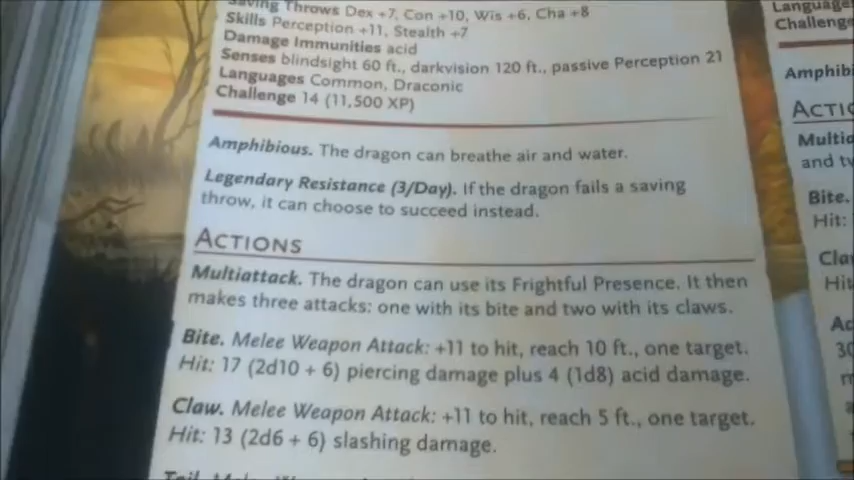 Saving Throws Dex +7, Con +10, Wis +6, Cha +8
Skills Perception +11, Stealth +7
Damage Immunities acid
Senses blindsight 60 ft., darkvision 120 ft., passive Perception 21
Languages Common, Draconic
Challenge 14 (11,500 XP)
Amphibious. The dragon can breathe air and water.
Legendary Resistance (3/Day). If the dragon fails a saving
throw, it can choose to succeed instead.
ACTIONS
Multiattack. The dragon can use its Frightful Presence. It then
makes three attacks: one with its bite and two with its claws.
Bite. Melee Weapon Attack: +11 to hit, reach 10 ft., one target.
Hit: 17 (2d10 + 6) piercing damage plus 4 (1d8) acid damage.
Claw. Melee Weapon Attack: +11 to hit, reach 5 ft., one target.
Hit: 13 (2d6 + 6) slashing damage.
Language
Challenge
Amphibi
ACTIO
Multia
and tw
Bite.
Hit:
Cla
Hit
Ac
30